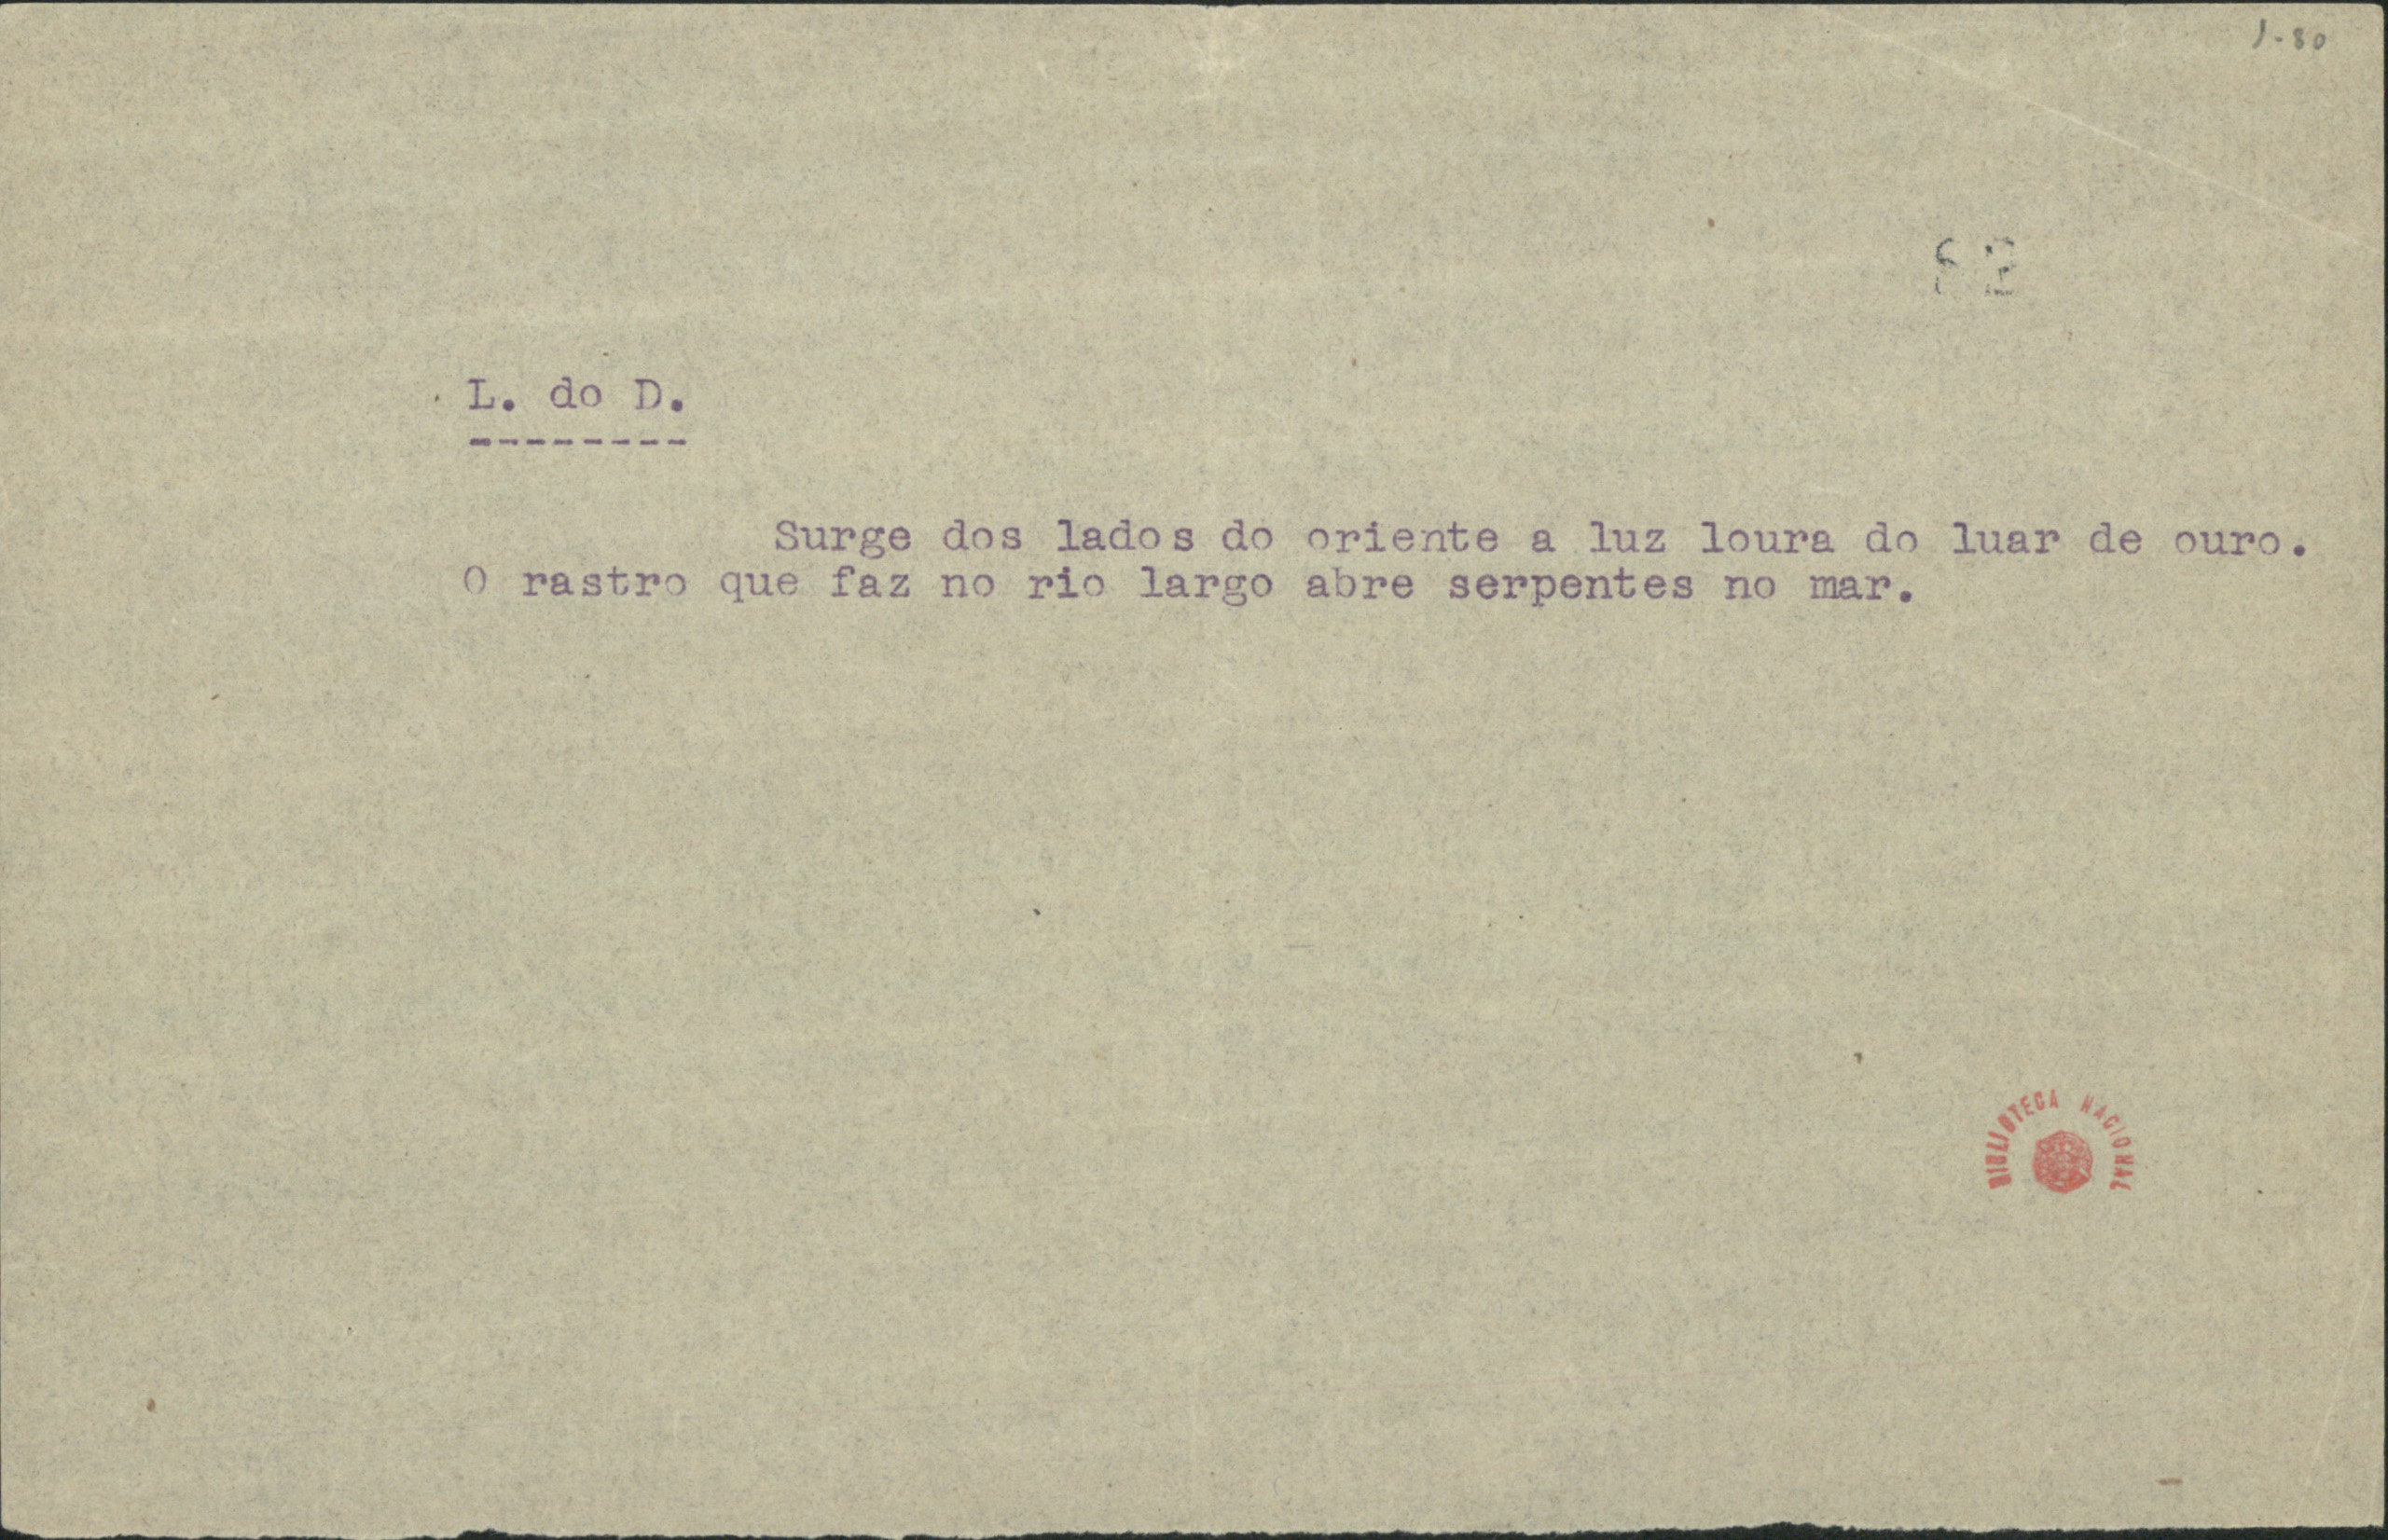 1-80
L. do D.
---------
Surge dos lados do oriente a luz loura do luar de ouro.
O rastro que faz no rio largo abre serpentes no mar.
BIBLIOTECA NACIONAL